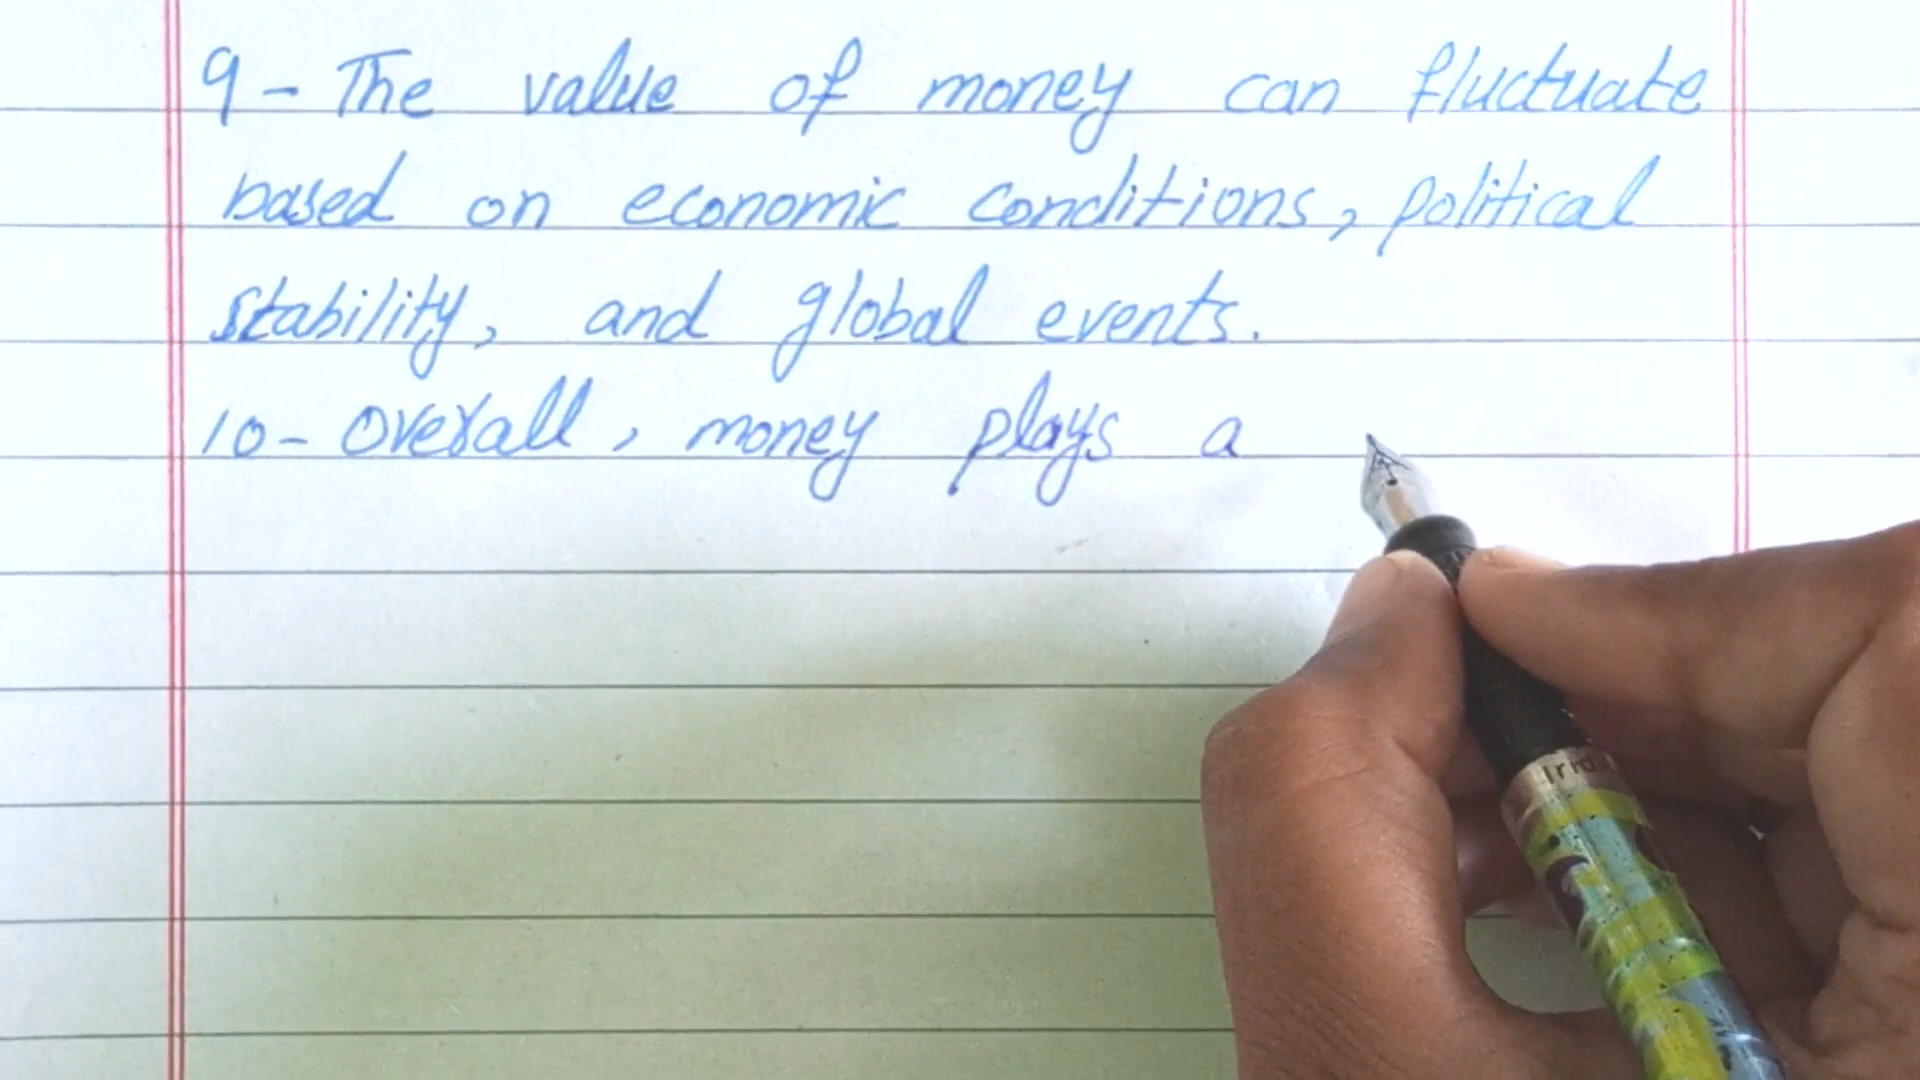 9- The value of money can fluctuate
based on economic conditions, political
stability, and global events.
10- Overall, money plays a